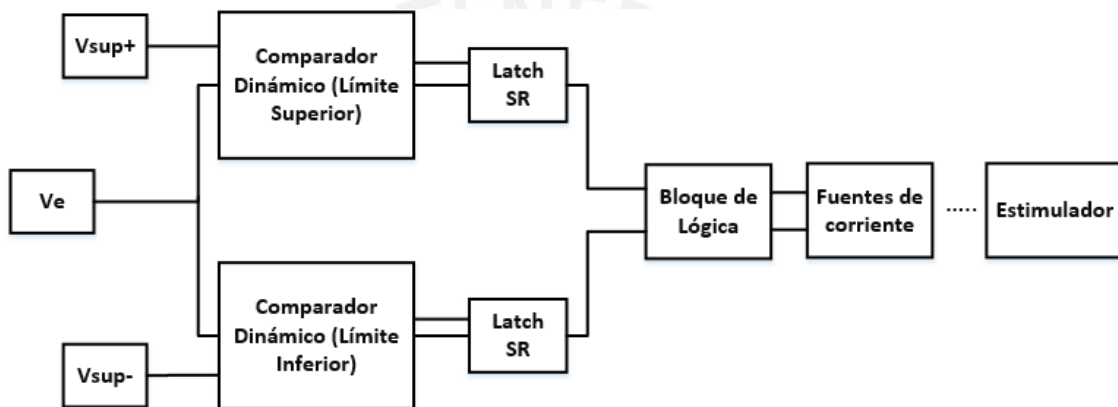 Vsup+
Comparador
Dinámico (Límite
Superior)
Latch
SR
Ve
Bloque de
Lógica
Fuentes de
corriente
.....
Estimulador
Comparador
Dinámico (Límite
Inferior)
Latch
SR
Vsup-